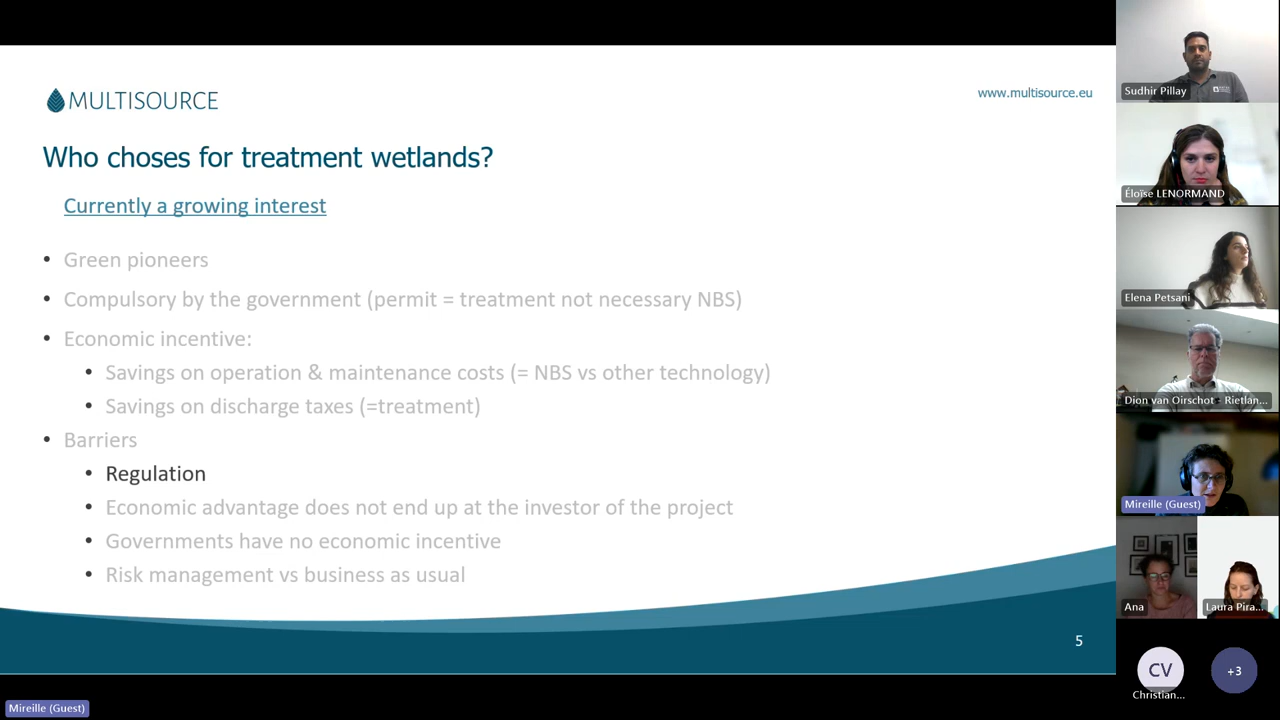 MULTISOURCE
www.multisource.eu
Who choses for treatment wetlands?
Currently a growing interest
• Green pioneers
• Compulsory by the government (permit = treatment not necessary NBS)
• Economic incentive:
• Savings on operation & maintenance costs (= NBS vs other technology)
• Savings on discharge taxes (=treatment)
• Barriers
• Regulation
• Economic advantage does not end up at the investor of the project
• Governments have no economic incentive
• Risk management vs business as usual
5
Mireille (Guest)
Sudhir Pillay
Éloïse LENORMAND
Elena Petsani
Dion van Oirschot - Rietlan...
Mireille (Guest)
Ana
Laura Pira...
CV
Christian...
+3